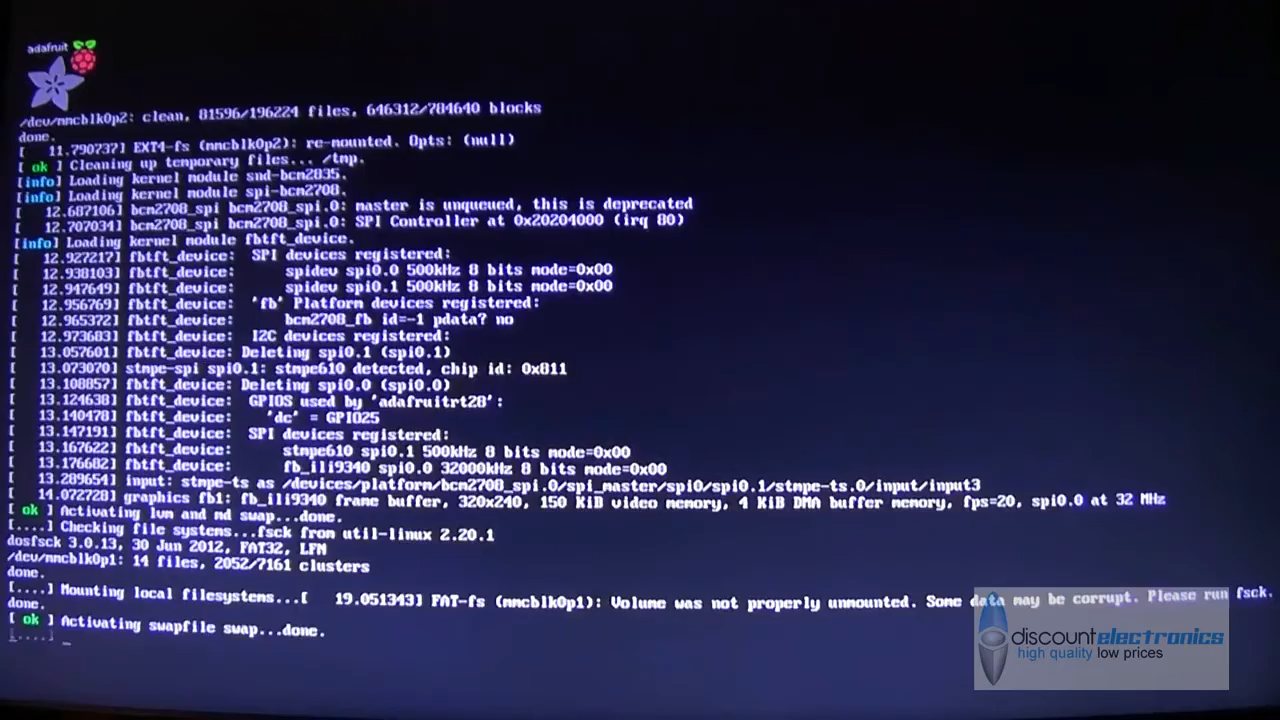 adafruit
/dev/mmcblk0p2: clean, 81596/196224 files, 646312/784640 blocks
done.
[   11.790737] EXT4-fs (mmcblk0p2): re-mounted. Opts: (null)
[ ok ] Cleaning up temporary files... /tmp.
[info] Loading kernel module snd-bcm2835.
[info] Loading kernel module spi-bcm2708.
[   12.687106] bcm2708_spi bcm2708_spi.0: master is unqueued, this is deprecated
[   12.707034] bcm2708_spi bcm2708_spi.0: SPI Controller at 0x20204000 (irq 80)
[info] Loading kernel module fbtft_device.
[   12.927217] fbtft_device:  SPI devices registered:
[   12.938103] fbtft_device:      spidev spi0.0 500kHz 8 bits mode=0x00
[   12.947649] fbtft_device:      spidev spi0.1 500kHz 8 bits mode=0x00
[   12.956769] fbtft_device:  'fb' Platform devices registered:
[   12.965372] fbtft_device:      bcm2708_fb id=-1 pdata? no
[   12.973683] fbtft_device:  I2C devices registered:
[   13.057601] fbtft_device: Deleting spi0.1 (spi0.1)
[   13.073070] stmpe-spi spi0.1: stmpe610 detected, chip id: 0x811
[   13.108857] fbtft_device: Deleting spi0.0 (spi0.0)
[   13.124638] fbtft_device:  GPIOS used by 'adafruitrt28':
[   13.140478] fbtft_device:    'dc' = GPIO25
[   13.147191] fbtft_device:  SPI devices registered:
[   13.167622] fbtft_device:      stmpe610 spi0.1 500kHz 8 bits mode=0x00
[   13.176682] fbtft_device:      fb_ili9340 spi0.0 32000kHz 8 bits mode=0x00
[   13.289654] input: stmpe-ts as /devices/platform/bcm2708_spi.0/spi_master/spi0/spi0.1/stmpe-ts.0/input/input3
[   14.072728] graphics fb1: fb_ili9340 frame buffer, 320x240, 150 KiB video memory, 4 KiB DMA buffer memory, fps=20, spi0.0 at 32 MHz
[ ok ] Activating lvm and md swap...done.
[....] Checking file systems...fsck from util-linux 2.20.1
dosfsck 3.0.13, 30 Jun 2012, FAT32, LFN
/dev/mmcblk0p1: 14 files, 2052/7161 clusters
done.
[....] Mounting local filesystems...[   19.051343] FAT-fs (mmcblk0p1): Volume was not properly unmounted. Some data may be corrupt. Please run fsck.
done.
[ ok ] Activating swapfile swap...done.
[....] _
discountelectronics
high quality low prices